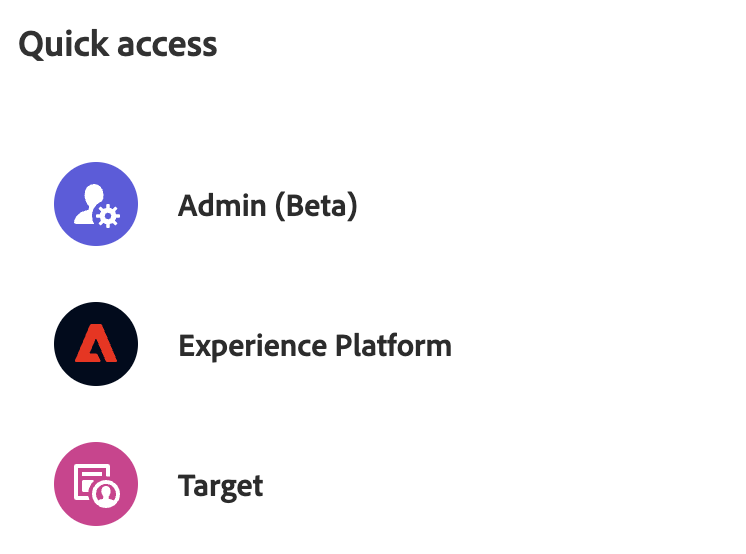 Quick access
Admin (Beta)
Experience Platform
Target